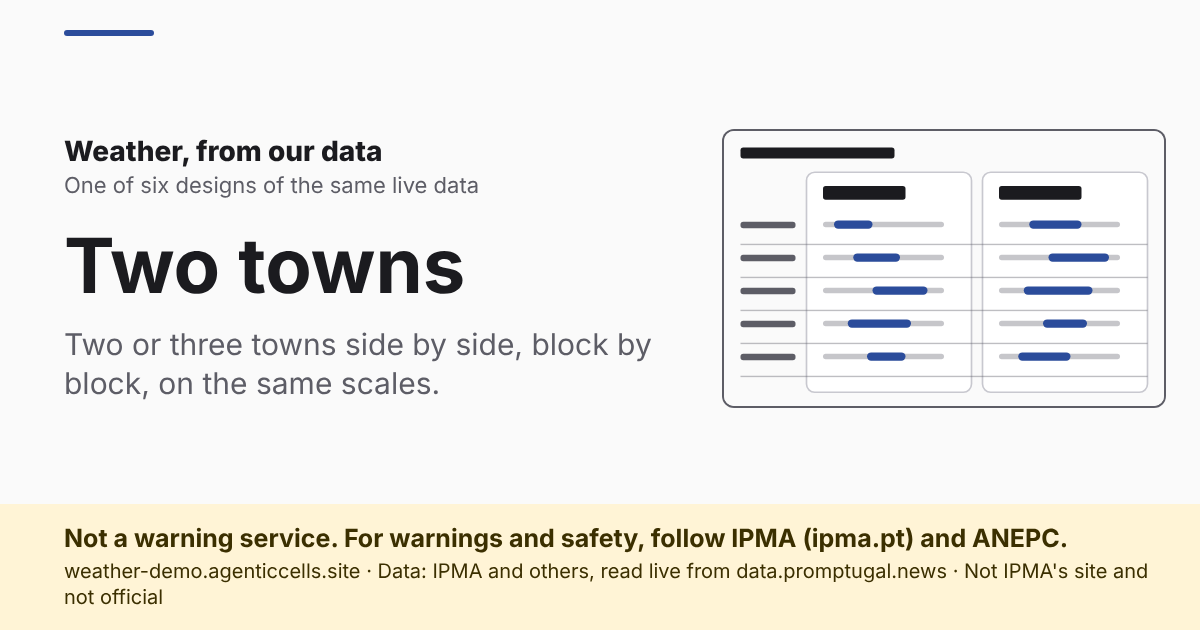 Weather, from our data
One of six designs of the same live data
Two towns
Two or three towns side by side, block by
block, on the same scales.
Not a warning service. For warnings and safety, follow IPMA (ipma.pt) and ANEPC.
weather-demo.agenticcells.site · Data: IPMA and others, read live from data.promptugal.news · Not IPMA's site and
not official